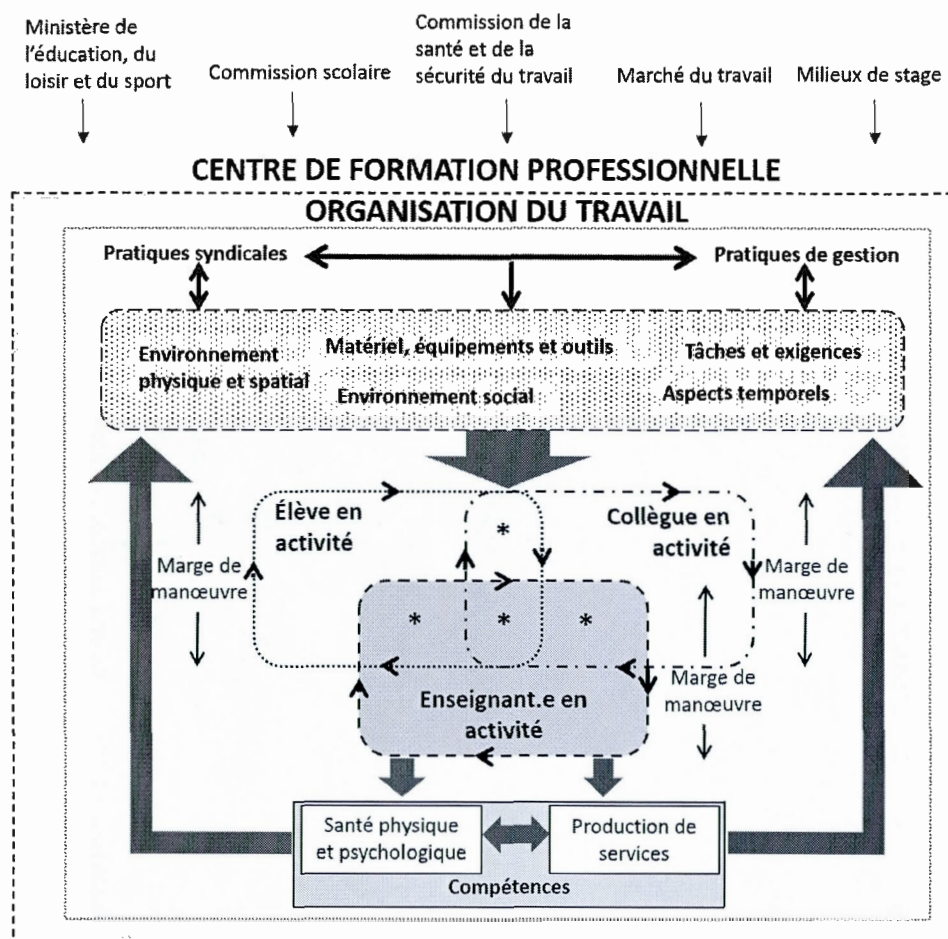 Ministère de
l'éducation, du
loisir et du sport
Commission scolaire
Commission de la
santé et de la
sécurité du travail
Marché du travail
Milieux de stage
CENTRE DE FORMATION PROFESSIONNELLE
ORGANISATION DU TRAVAIL
Pratiques syndicales
Pratiques de gestion
Environnement
physique et spatial
Matériel, équipements et outils
Environnement social
Tâches et exigences
Aspects temporels
Élève en
activité
*
Collègue en
activité
Marge de
manœuvre
Marge de
manœuvre
* * *
Enseignant.e en
activité
Marge de
manœuvre
Santé physique
et psychologique
Production de
services
Compétences